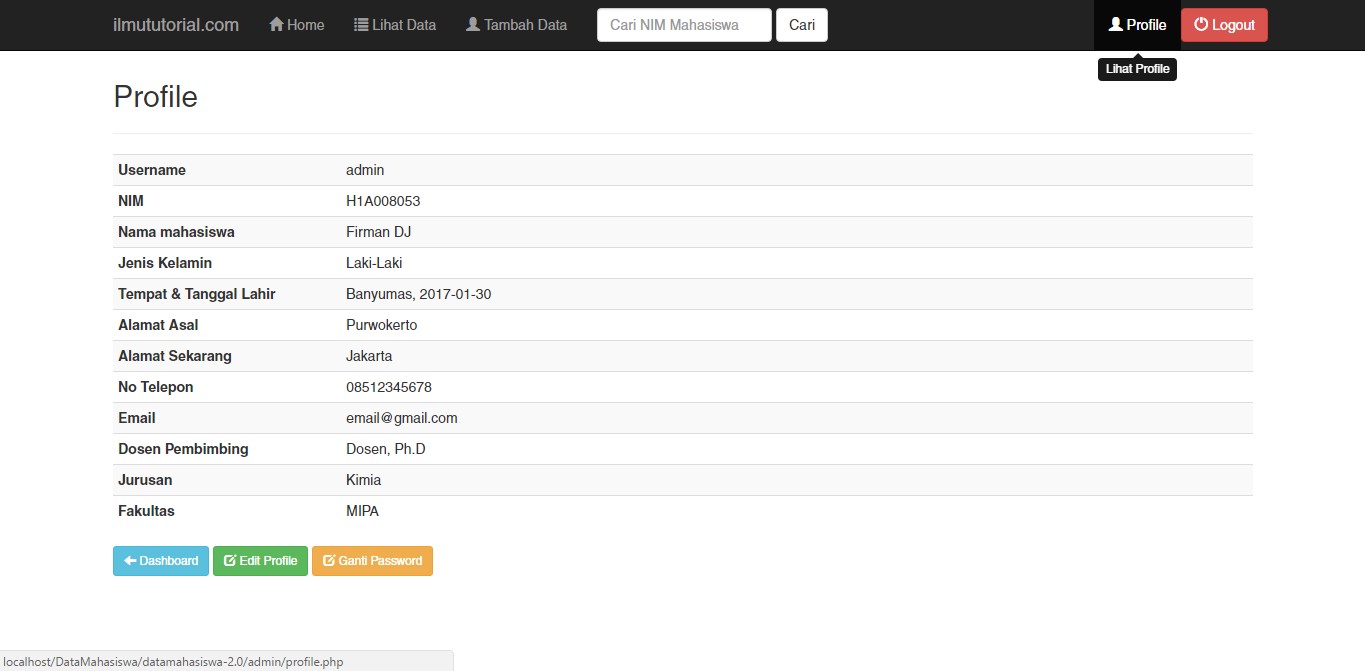 ilmututorial.com Home Lihat Data Tambah Data Cari NIM Mahasiswa Cari Profile Logout
Lihat Profile
Profile
Username admin
NIM H1A008053
Nama mahasiswa Firman DJ
Jenis Kelamin Laki-Laki
Tempat & Tanggal Lahir Banyumas, 2017-01-30
Alamat Asal Purwokerto
Alamat Sekarang Jakarta
No Telepon 08512345678
Email email@gmail.com
Dosen Pembimbing Dosen, Ph.D
Jurusan Kimia
Fakultas MIPA
Dashboard Edit Profile Ganti Password
localhost/DataMahasiswa/datamahasiswa-2.0/admin/profile.php